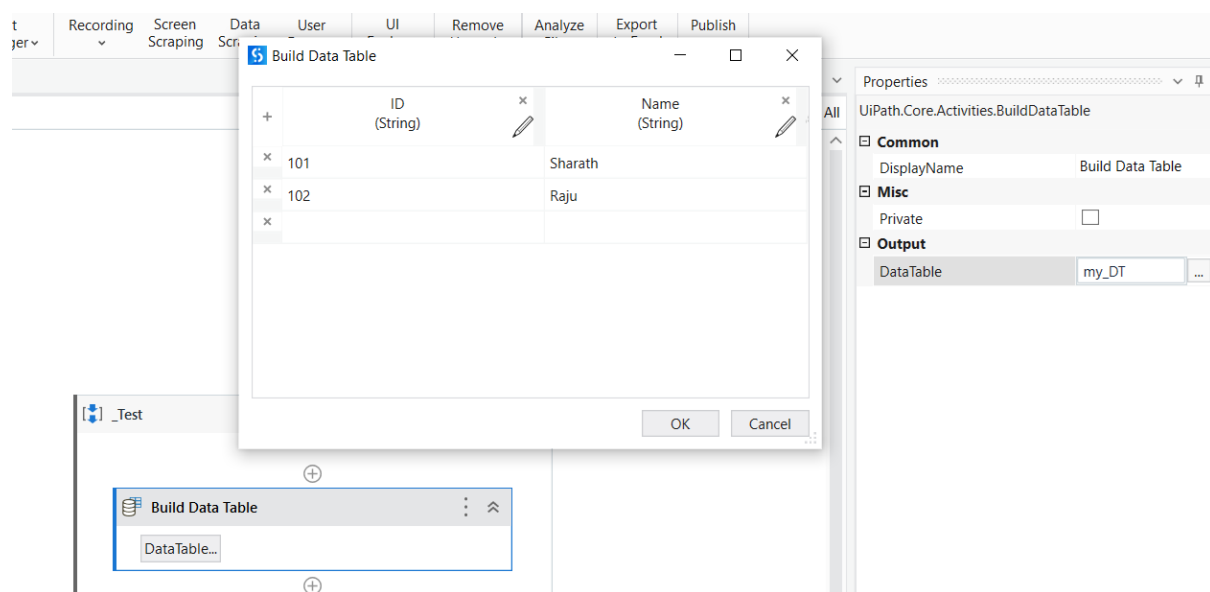 Recording
Screen
Scraping
Data
User
UI
Remove
Analyze
Export
Publish
Build Data Table
ID
(String)
Name
(String)
101
Sharath
102
Raju
OK
Cancel
All
Properties
UiPath.Core.Activities.BuildDataTable
Common
DisplayName
Build Data Table
Misc
Private
Output
DataTable
my_DT
...
_Test
Build Data Table
DataTable...